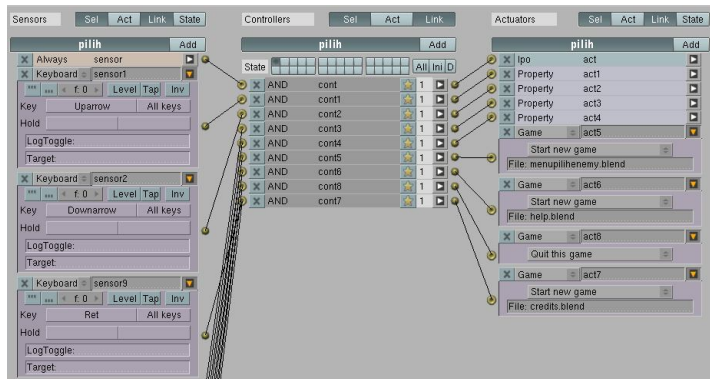 Sensors Sel Act Link State
pilih Add
Always sensor
Keyboard sensor1
f: 0 Level Tap Inv
Key Uparrow All keys
Hold
LogToggle:
Target:
Keyboard sensor2
f: 0 Level Tap Inv
Key Downarrow All keys
Hold
LogToggle:
Target:
Keyboard sensor9
f: 0 Level Tap Inv
Key Ret All keys
Hold
LogToggle:
Target:
Controllers Sel Act Link
pilih Add
State All Ini D
AND cont 1
AND cont1 1
AND cont2 1
AND cont3 1
AND cont4 1
AND cont5 1
AND cont6 1
AND cont8 1
AND cont7 1
Actuators Sel Act Link State
pilih Add
Ipo act
Property act1
Property act2
Property act3
Property act4
Game act5
Start new game
File: menupilihenemy.blend
Game act6
Start new game
File: help.blend
Game act8
Quit this game
Game act7
Start new game
File: credits.blend